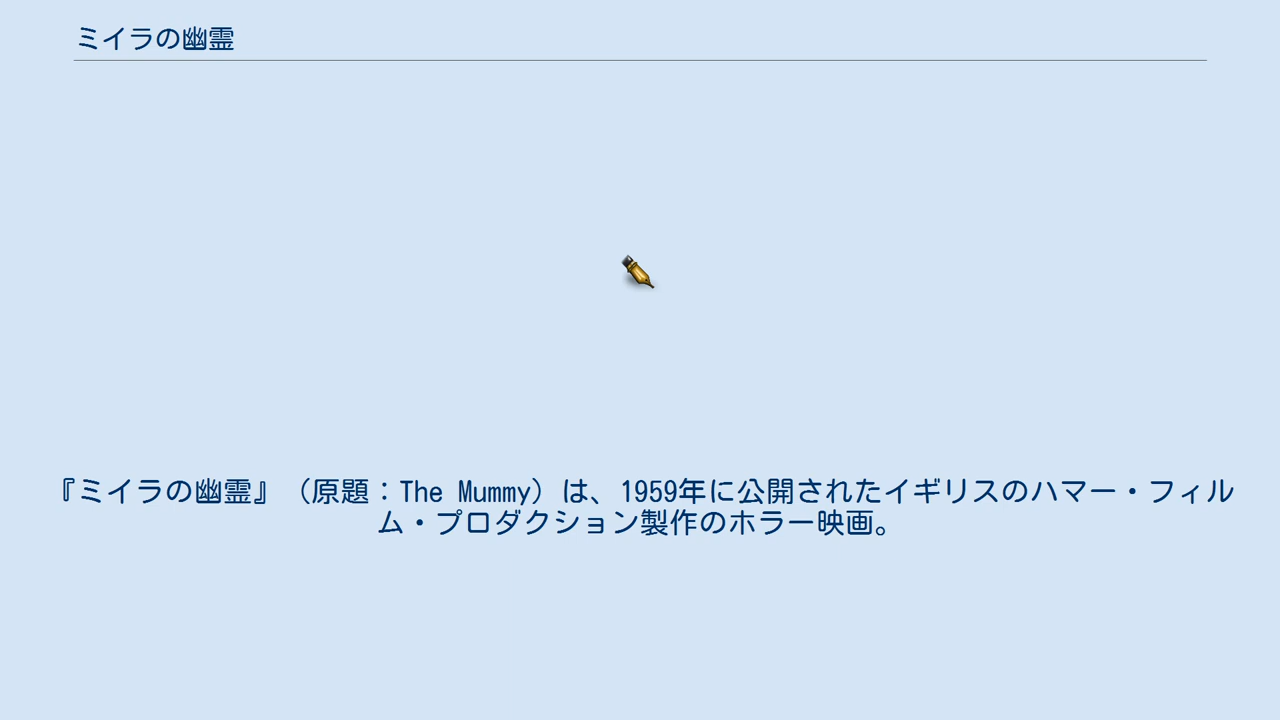 ミイラの幽霊
『ミイラの幽霊』（原題：The Mummy）は、1959年に公開されたイギリスのハマー・フィル
ム・プロダクション製作のホラー映画。